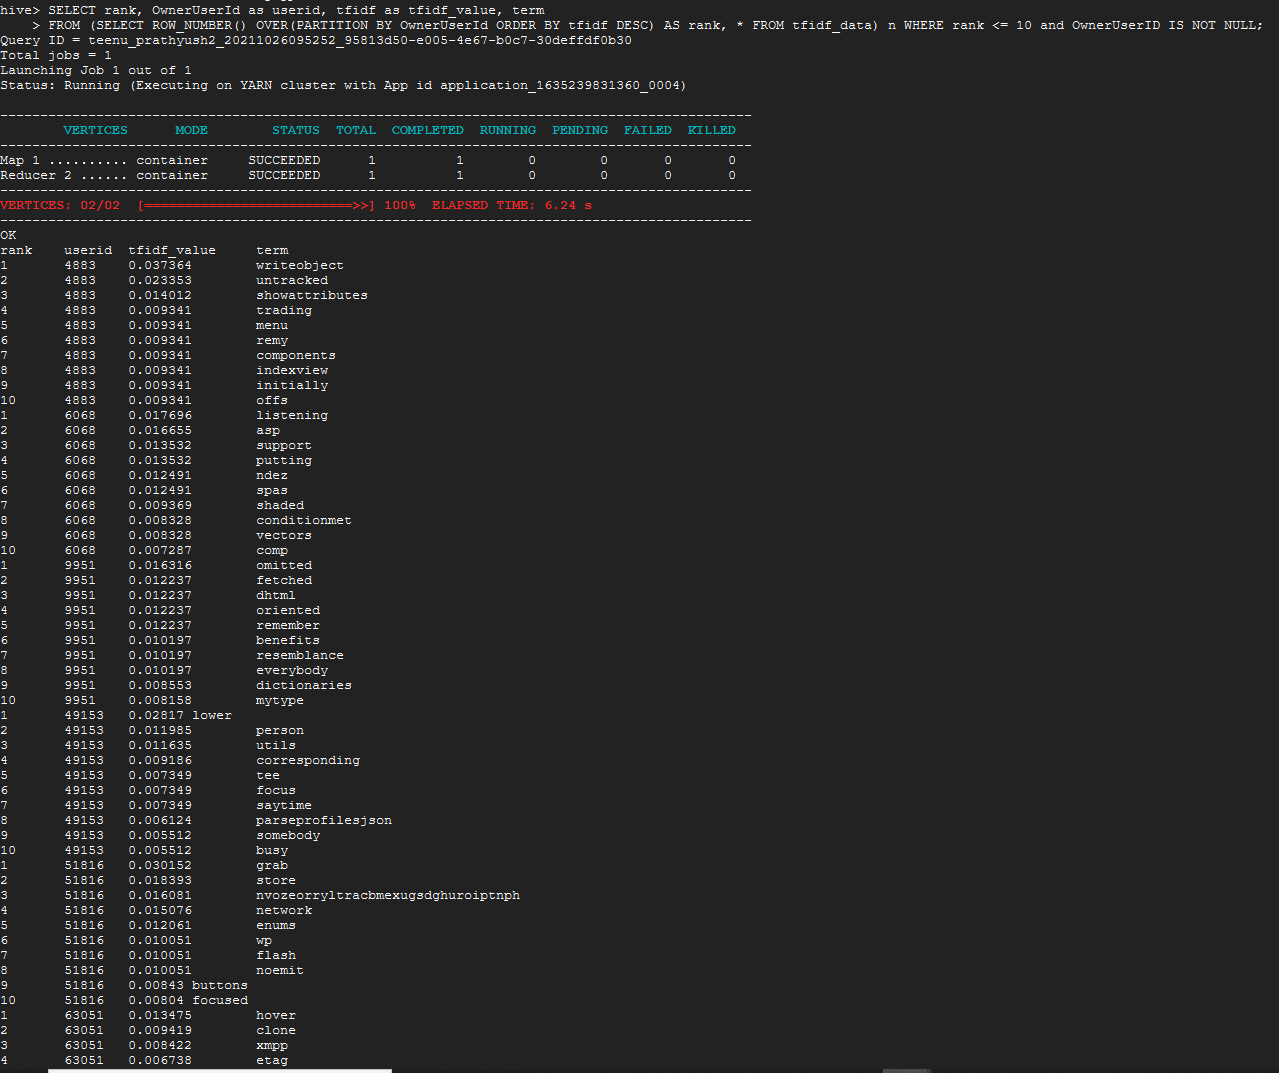 hive> SELECT rank, OwnerUserId as userid, tfidf as tfidf_value, term
    > FROM (SELECT ROW_NUMBER() OVER(PARTITION BY OwnerUserId ORDER BY tfidf DESC) AS rank, * FROM tfidf_data) n WHERE rank <= 10 and OwnerUserID IS NOT NULL;
Query ID = teenu_prathyush2_20211026095252_95813d50-e005-4e67-b0c7-30deffdf0b30
Total jobs = 1
Launching Job 1 out of 1
Status: Running (Executing on YARN cluster with App id application_1635239831360_0004)
----------------------------------------------------------------------------------------------
        VERTICES      MODE        STATUS  TOTAL  COMPLETED  RUNNING  PENDING  FAILED  KILLED
----------------------------------------------------------------------------------------------
Map 1 .......... container     SUCCEEDED      1          1        0        0       0       0
Reducer 2 ...... container     SUCCEEDED      1          1        0        0       0       0
----------------------------------------------------------------------------------------------
VERTICES: 02/02  [==========================>>] 100%  ELAPSED TIME: 6.24 s
----------------------------------------------------------------------------------------------
OK
rank    userid  tfidf_value     term
1       4883    0.037364        writeobject
2       4883    0.023353        untracked
3       4883    0.014012        showattributes
4       4883    0.009341        trading
5       4883    0.009341        menu
6       4883    0.009341        remy
7       4883    0.009341        components
8       4883    0.009341        indexview
9       4883    0.009341        initially
10      4883    0.009341        offs
1       6068    0.017696        listening
2       6068    0.016655        asp
3       6068    0.013532        support
4       6068    0.013532        putting
5       6068    0.012491        ndez
6       6068    0.012491        spas
7       6068    0.009369        shaded
8       6068    0.008328        conditionmet
9       6068    0.008328        vectors
10      6068    0.007287        comp
1       9951    0.016316        omitted
2       9951    0.012237        fetched
3       9951    0.012237        dhtml
4       9951    0.012237        oriented
5       9951    0.012237        remember
6       9951    0.010197        benefits
7       9951    0.010197        resemblance
8       9951    0.010197        everybody
9       9951    0.008553        dictionaries
10      9951    0.008158        mytype
1       49153   0.02817 lower
2       49153   0.011985        person
3       49153   0.011635        utils
4       49153   0.009186        corresponding
5       49153   0.007349        tee
6       49153   0.007349        focus
7       49153   0.007349        saytime
8       49153   0.006124        parseprofilesjson
9       49153   0.005512        somebody
10      49153   0.005512        busy
1       51816   0.030152        grab
2       51816   0.018393        store
3       51816   0.016081        nvozeorryltracbmexugsdghuroiptnph
4       51816   0.015076        network
5       51816   0.012061        enums
6       51816   0.010051        wp
7       51816   0.010051        flash
8       51816   0.010051        noemit
9       51816   0.00843 buttons
10      51816   0.00804 focused
1       63051   0.013475        hover
2       63051   0.009419        clone
3       63051   0.008422        xmpp
4       63051   0.006738        etag